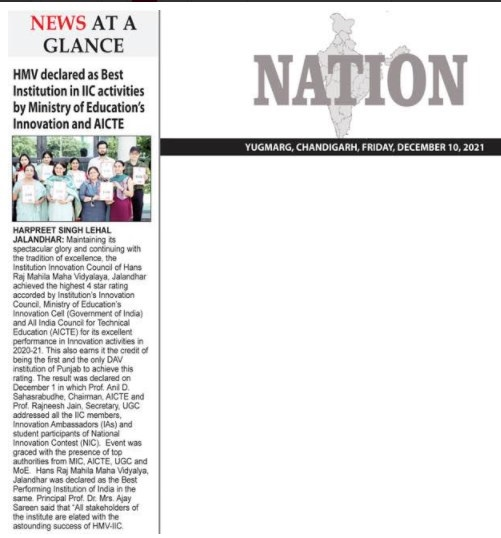 NEWS AT A
GLANCE
HMV declared as Best
Institution in IIC activities
by Ministry of Education's
Innovation and AICTE
HARPREET SINGH LEHAL
JALANDHAR: Maintaining its
spectacular glory and continuing with
the tradition of excellence, the
Institution Innovation Council of Hans
Raj Mahila Maha Vidyalaya, Jalandhar
achieved the highest 4 star rating
accorded by Institution's Innovation
Council, Ministry of Education's
Innovation Cell (Government of India)
and All India Council for Technical
Education (AICTE) for its excellent
performance in Innovation activities in
2020-21. This also earns it the credit of
being the first and the only DAV
institution of Punjab to achieve this
rating. The result was declared on
December 1 in which Prof. Anil D.
Sahasrabudhe, Chairman, AICTE and
Prof. Rajneesh Jain, Secretary, UGC
addressed all the IIC members,
Innovation Ambassadors (IAs) and
student participants of National
Innovation Contest (NIC). Event was
graced with the presence of top
authorities from MIC, AICTE, UGC and
MoE. Hans Raj Mahila Maha Vidyalya,
Jalandhar was declared as the Best
Performing Institution of India in the
same. Principal Prof. Dr. Mrs. Ajay
Sareen said that "All stakeholders of
the institute are elated with the
astounding success of HMV-IIC.
NATION
YUGMARG, CHANDIGARH, FRIDAY, DECEMBER 10, 2021